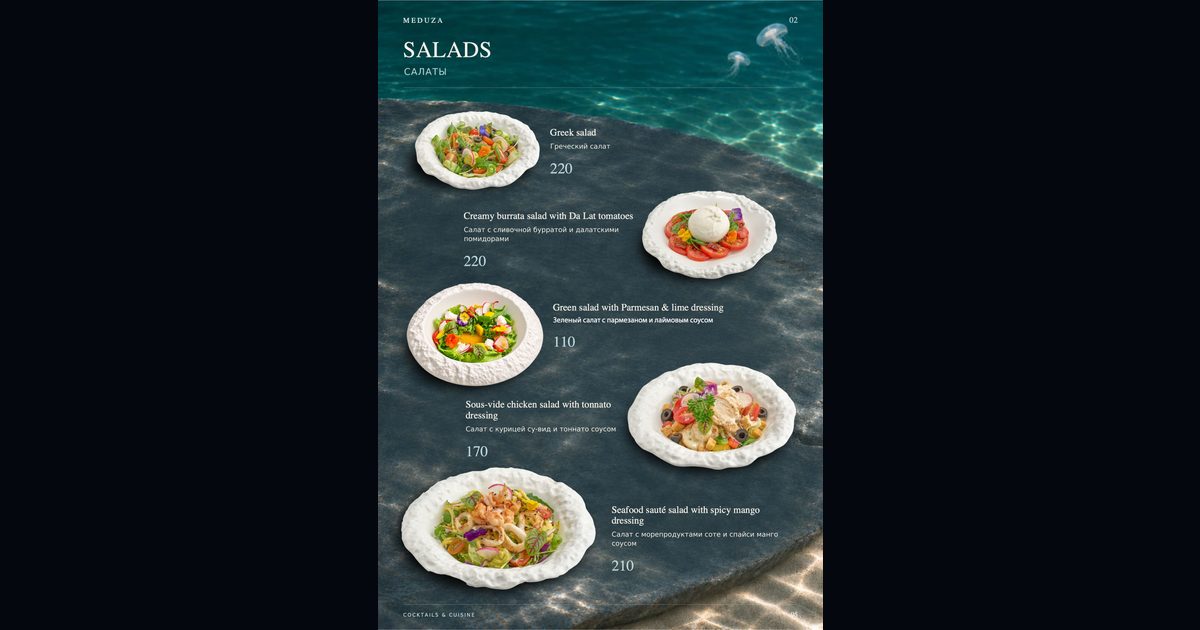 MEDUZA
02
SALADS
САЛАТЫ
Greek salad
Греческий салат
220
Creamy burrata salad with Da Lat tomatoes
Салат с сливочной бурратой и далатскими
помидорами
220
Green salad with Parmesan & lime dressing
Зеленый салат с пармезаном и лаймовым соусом
110
Sous-vide chicken salad with tonnato
dressing
Салат с курицей су-вид и тоннато соусом
170
Seafood sauté salad with spicy mango
dressing
Салат с морепродуктами соте и спайси манго
соусом
210
COCKTAILS & CUISINE